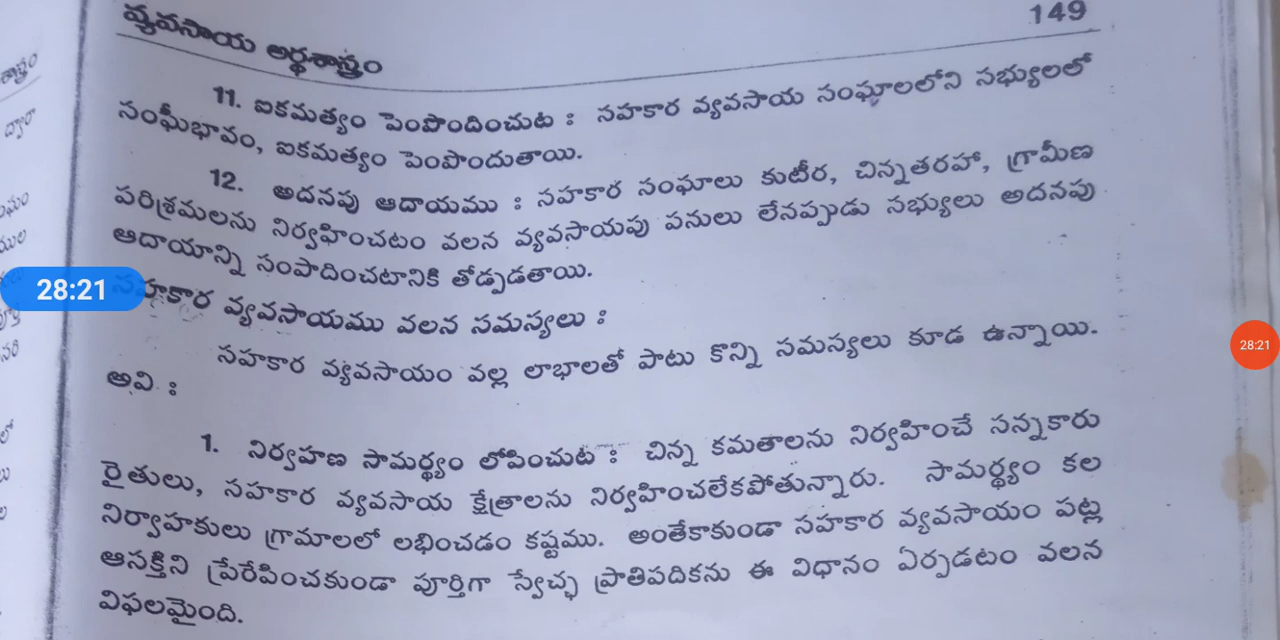 వ్యవసాయ అర్థశాస్త్రం
149
11. ఐకమత్యం పెంపొందించుట : సహకార వ్యవసాయ సంఘాలలోని సభ్యులలో
సంఘీభావం, ఐకమత్యం పెంపొందుతాయి.
12. అదనపు ఆదాయము : సహకార సంఘాలు కుటీర, చిన్నతరహా, గ్రామీణ
పరిశ్రమలను నిర్వహించటం వలన వ్యవసాయపు పనులు లేనప్పుడు సభ్యులు అదనపు
ఆదాయాన్ని సంపాదించటానికి తోడ్పడతాయి.
28:21
సహకార వ్యవసాయము వలన సమస్యలు :
28:21
సహకార వ్యవసాయం వల్ల లాభాలతో పాటు కొన్ని సమస్యలు కూడ ఉన్నాయి.
అవి :
1. నిర్వహణ సామర్థ్యం లోపించుట : చిన్న కమతాలను నిర్వహించే సన్నకారు
రైతులు, సహకార వ్యవసాయ క్షేత్రాలను నిర్వహించలేకపోతున్నారు. సామర్థ్యం కల
నిర్వాహకులు గ్రామాలలో లభించడం కష్టము. అంతేకాకుండా సహకార వ్యవసాయం పట్ల
ఆసక్తిని ప్రేరేపించకుండా పూర్తిగా స్వేచ్ఛ ప్రాతిపదికను ఈ విధానం ఏర్పడటం వలన
విఫలమైంది.